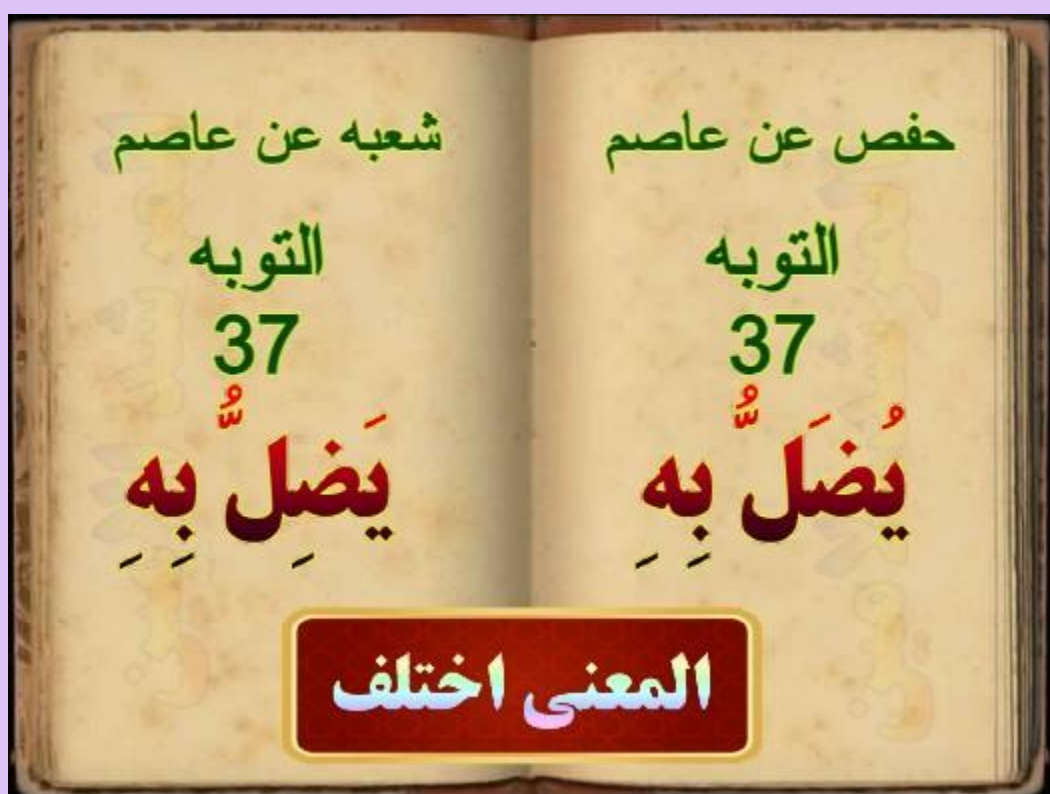 حفص عن عاصم
التوبه
37
يُضَلُّ بِهِ
شعبه عن عاصم
التوبه
37
يَضِلُّ بِهِ
المعنى اختلف